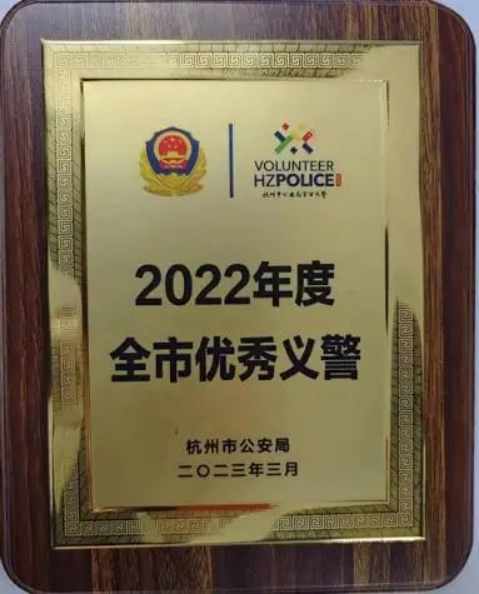 VOLUNTEER
HZPOLICE
2022年度
全市优秀义警
杭州市公安局
二〇二三年三月